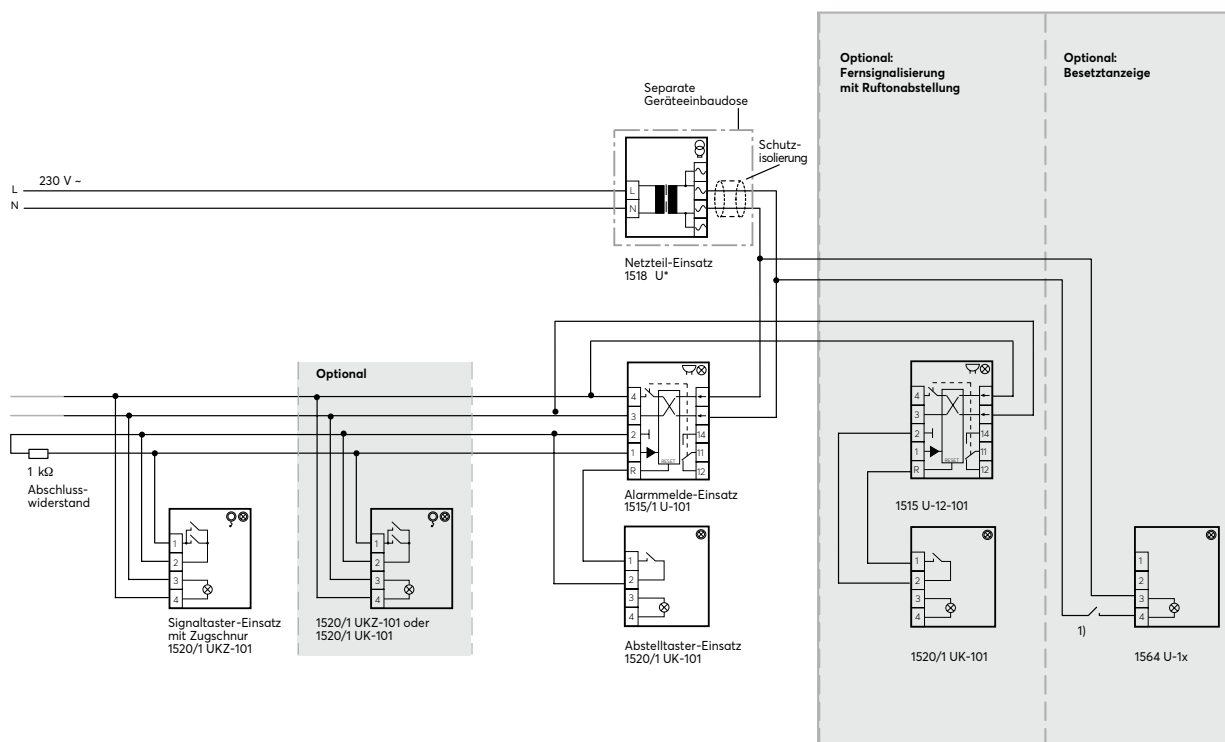 Optional:
Fernsignalisierung
mit Ruftonabstellung
Optional:
Besetztanzeige
Separate
Geräteeinbaudose
Schutz-
isolierung
L
230 V ~
N
L
N
Netzteil-Einsatz
1518 U*
Optional
4
3
2
1
R
14
11
12
RESET
4
3
2
1
R
14
11
12
RESET
1 kΩ
Abschluss-
widerstand
Alarmmelde-Einsatz
1515/1 U-101
1515 U-12-101
1
2
3
4
1
2
3
4
1
2
3
4
1
2
3
4
1
2
3
4
1)
Signaltaster-Einsatz
mit Zugschnur
1520/1 UKZ-101
1520/1 UKZ-101 oder
1520/1 UK-101
Abstelltaster-Einsatz
1520/1 UK-101
1520/1 UK-101
1564 U-1x